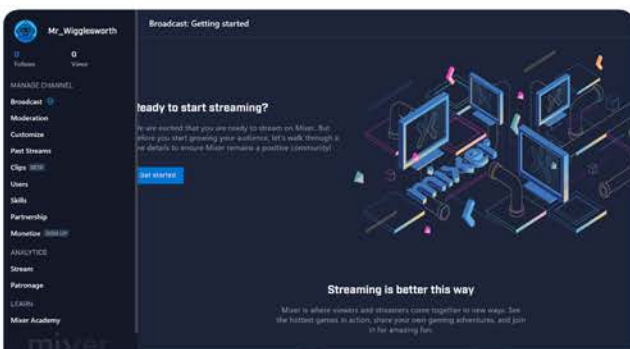 Mr_Wigglesworth
0 0
Follows Views
MANAGE CHANNEL
Broadcast
Moderation
Customize
Past Streams
Clips BETA
Users
Skills
Partnership
Monetize SIGN UP
ANALYTICS
Stream
Patronage
LEARN
Mixer Academy
mixer
Broadcast: Getting started
eady to start streaming?
e are excited that you are ready to stream on Mixer. But
efore you start growing your audience, let's walk through a
details to ensure Mixer remains a positive community!
Get started
mixer
Streaming is better this way
Mixer is where viewers and streamers come together in new ways. See
the hottest games in action, share your own gaming adventures, and join
in for amazing fun.